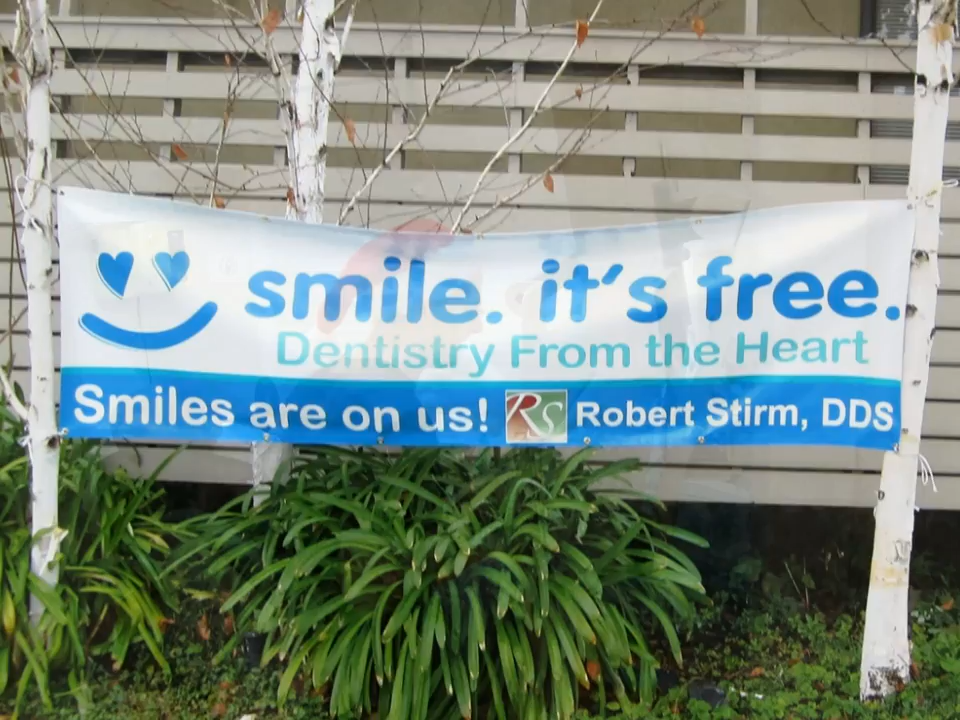 smile. it's free.
Dentistry From the Heart
Smiles are on us! RS Robert Stirm, DDS